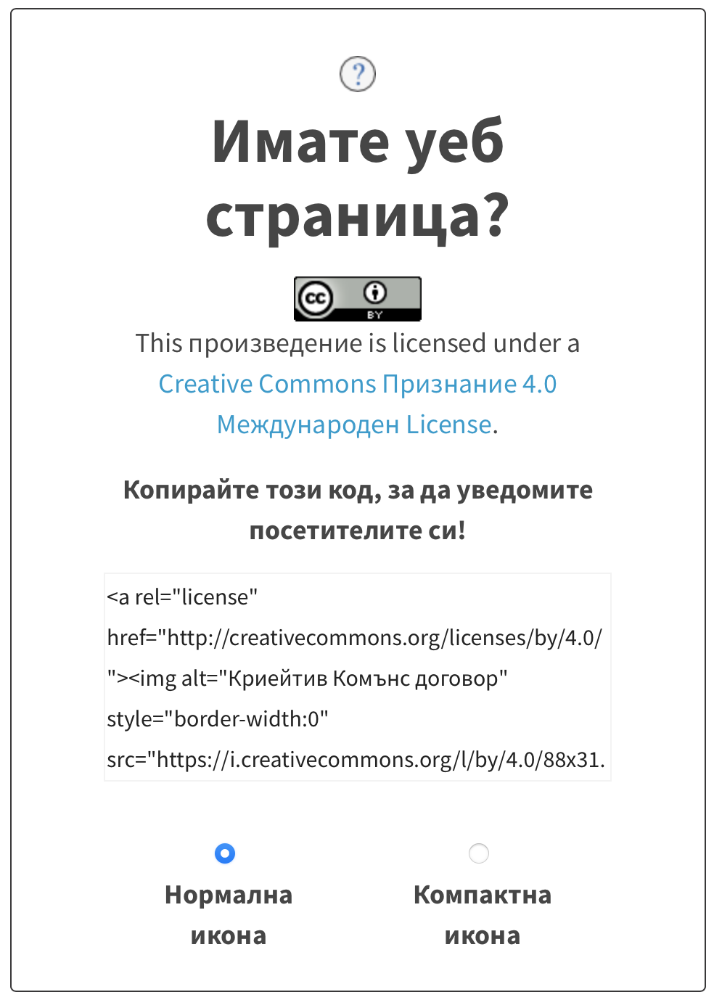 ?
Имате уеб
страница?
cc
BY
This произведение is licensed under a
Creative Commons Признание 4.0
Международен License.
Копирайте този код, за да уведомите
посетителите си!
<a rel="license"
href="http://creativecommons.org/licenses/by/4.0/
"><img alt="Криейтив Комънс договор"
style="border-width:0"
src="https://i.creativecommons.org/l/by/4.0/88x31.
Нормална
икона
Компактна
икона